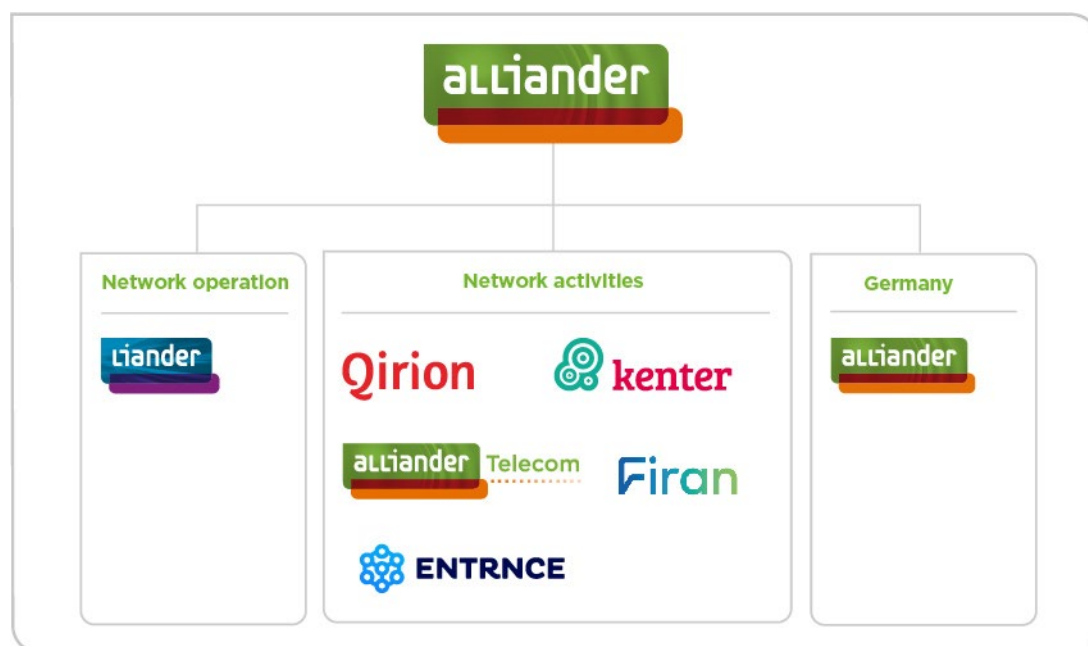 alliander
Network operation
Network activities
Germany
Liander
Qirion
kenter
alliander
alliander Telecom
Firan
ENTRNCE